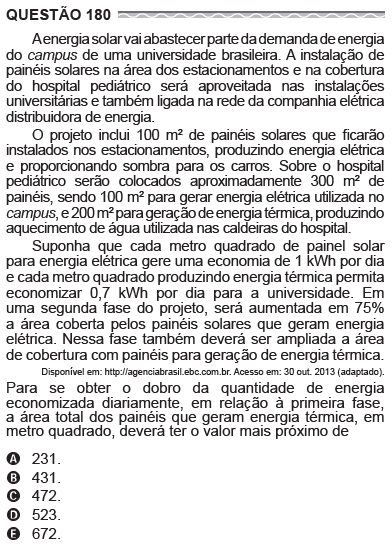 QUESTÃO 180
A energia solar vai abastecer parte da demanda de energia
do campus de uma universidade brasileira. A instalação de
painéis solares na área dos estacionamentos e na cobertura
do hospital pediátrico será aproveitada nas instalações
universitárias e também ligada na rede da companhia elétrica
distribuidora de energia.
O projeto inclui 100 m² de painéis solares que ficarão
instalados nos estacionamentos, produzindo energia elétrica
e proporcionando sombra para os carros. Sobre o hospital
pediátrico serão colocados aproximadamente 300 m² de
painéis, sendo 100 m² para gerar energia elétrica utilizada no
campus, e 200 m² para geração de energia térmica, produzindo
aquecimento de água utilizada nas caldeiras do hospital.
Suponha que cada metro quadrado de painel solar
para energia elétrica gere uma economia de 1 kWh por dia
e cada metro quadrado produzindo energia térmica permita
economizar 0,7 kWh por dia para a universidade. Em
uma segunda fase do projeto, será aumentada em 75%
a área coberta pelos painéis solares que geram energia
elétrica. Nessa fase também deverá ser ampliada a área
de cobertura com painéis para geração de energia térmica.
Disponível em: http://agenciabrasil.ebc.com.br. Acesso em: 30 out. 2013 (adaptado).
Para se obter o dobro da quantidade de energia
economizada diariamente, em relação à primeira fase,
a área total dos painéis que geram energia térmica, em
metro quadrado, deverá ter o valor mais próximo de
A 231.
B 431.
C 472.
D 523.
E 672.